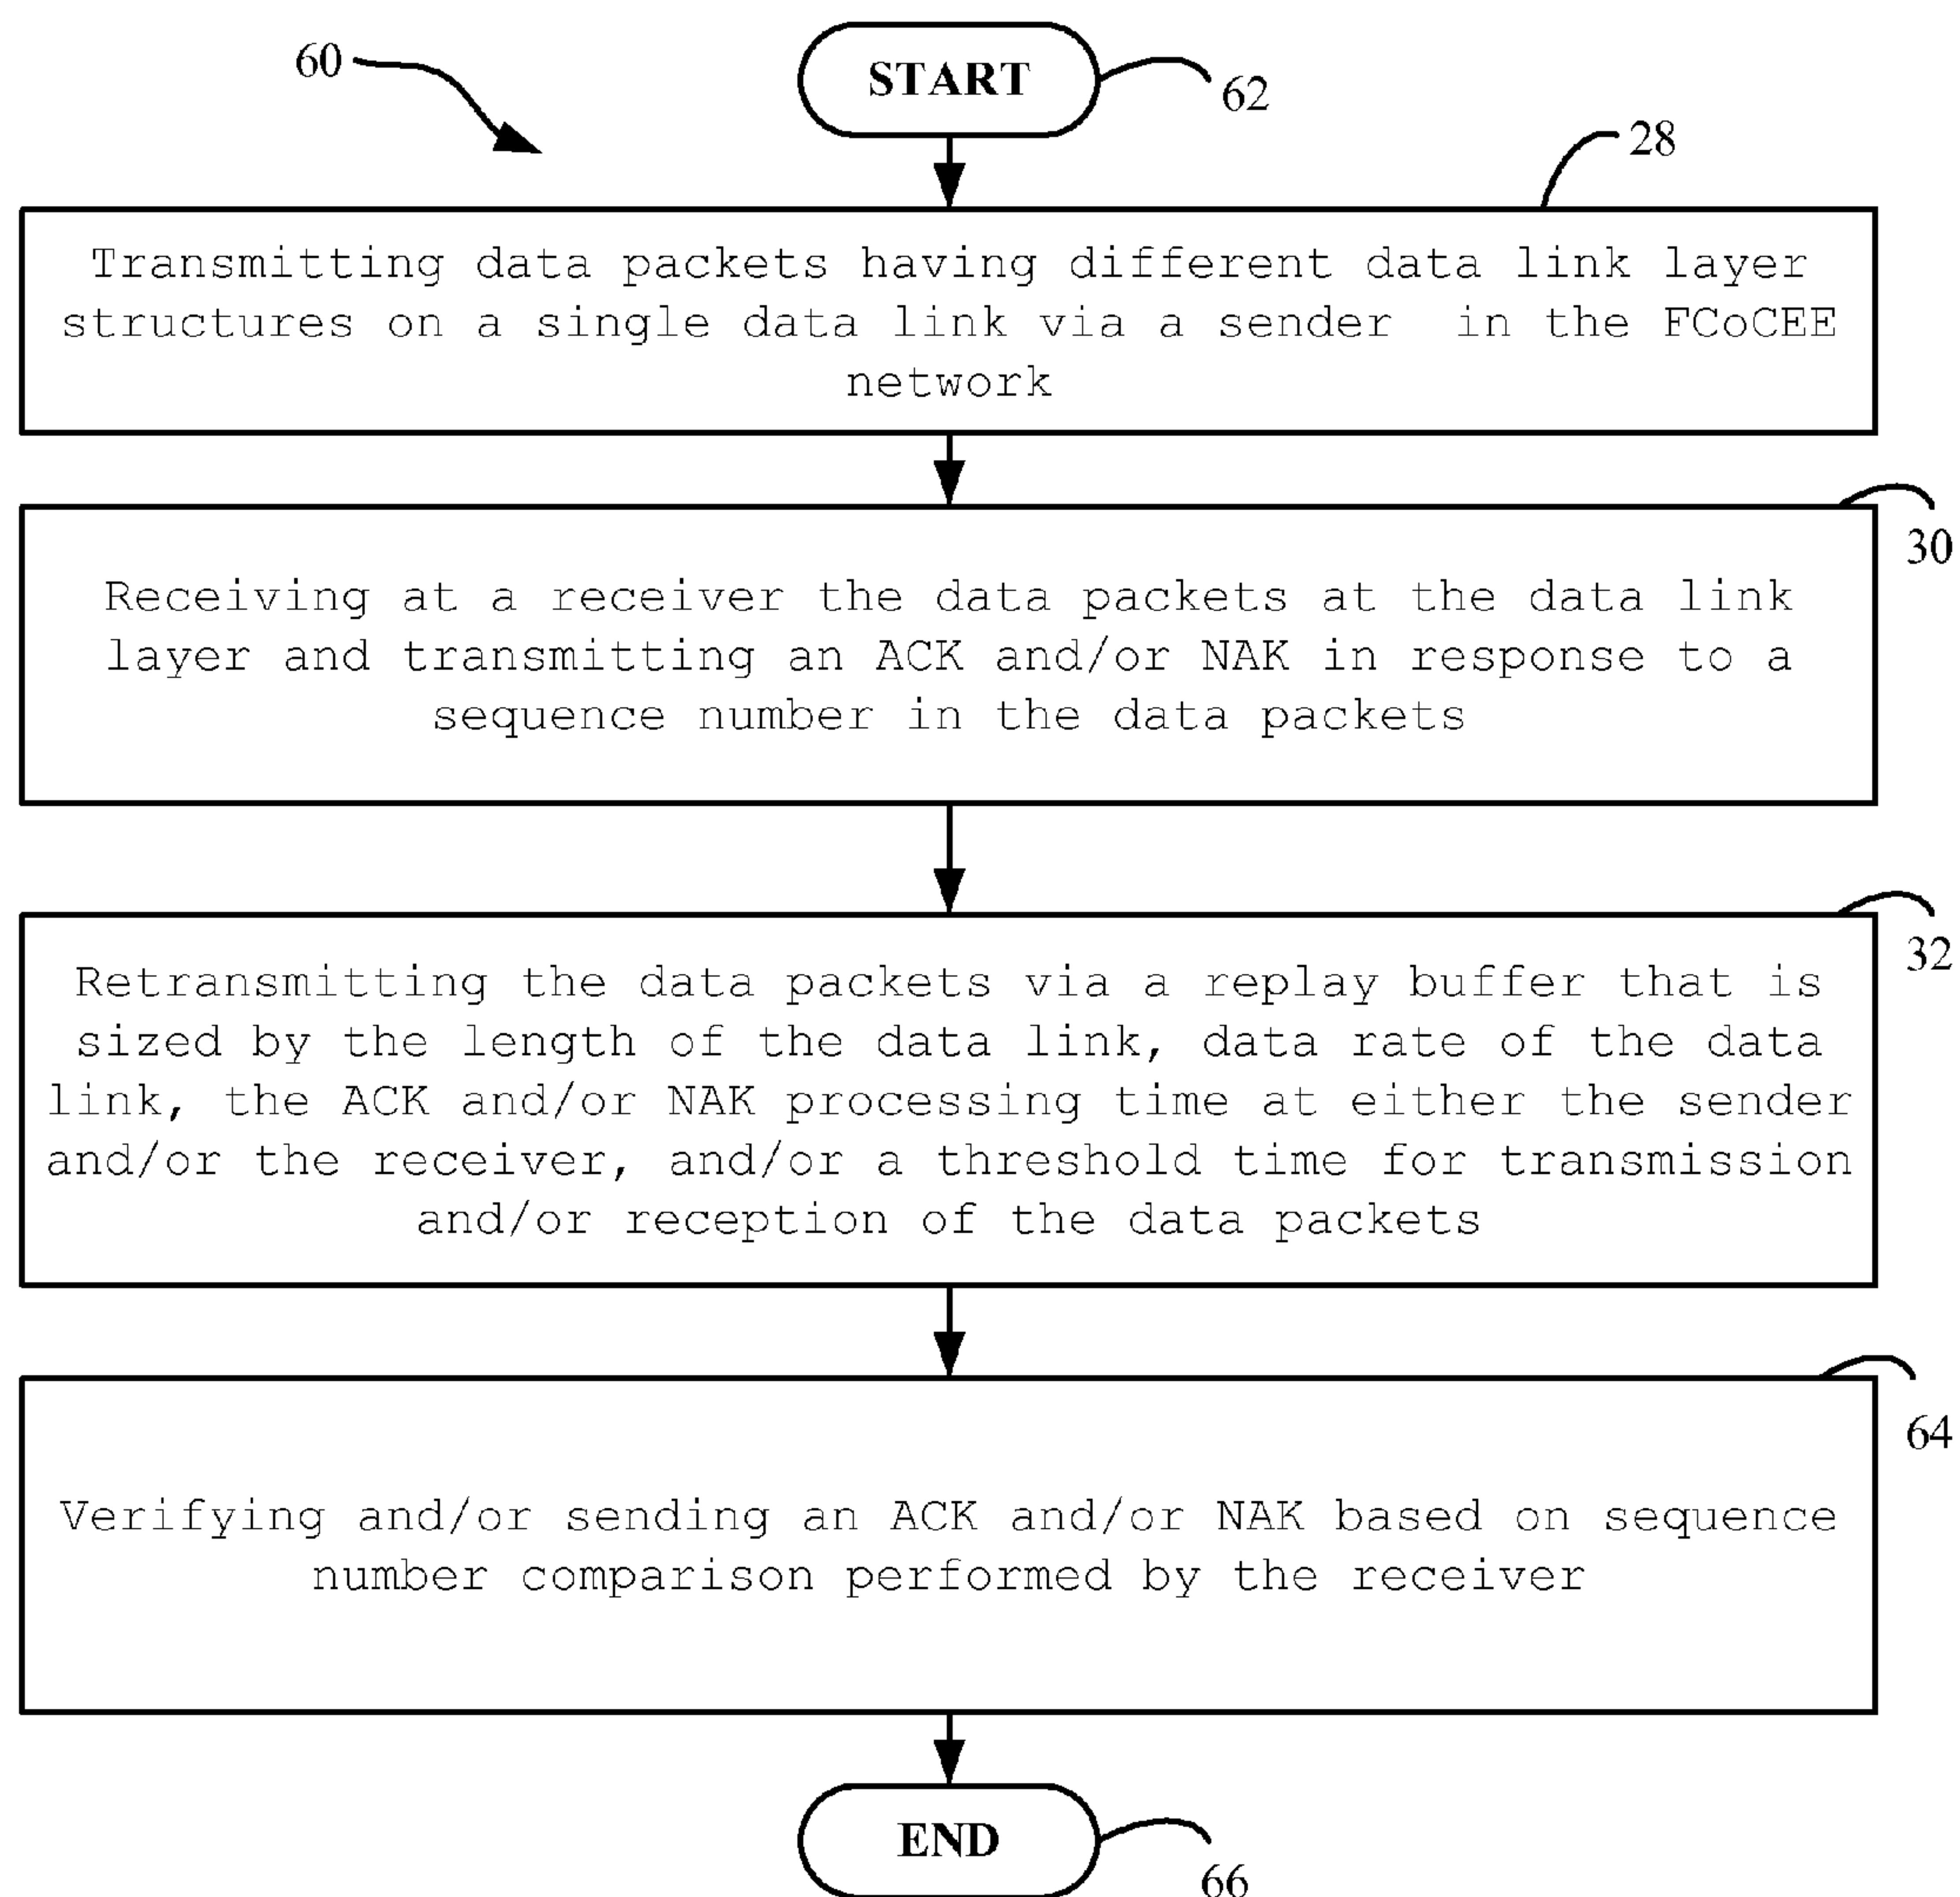 60
START
62
28
Transmitting data packets having different data link layer
structures on a single data link via a sender in the FCoCEE
network
30
Receiving at a receiver the data packets at the data link
layer and transmitting an ACK and/or NAK in response to a
sequence number in the data packets
32
Retransmitting the data packets via a replay buffer that is
sized by the length of the data link, data rate of the data
link, the ACK and/or NAK processing time at either the sender
and/or the receiver, and/or a threshold time for transmission
and/or reception of the data packets
64
Verifying and/or sending an ACK and/or NAK based on sequence
number comparison performed by the receiver
END
66